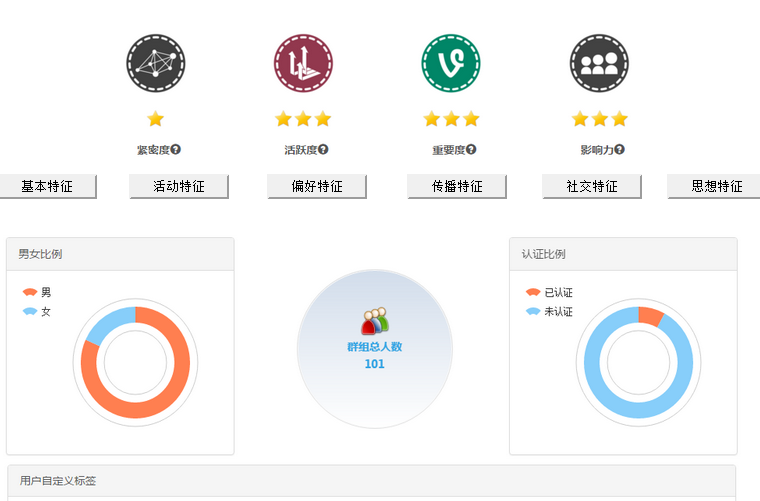 紧密度 活跃度 重要度 影响力
基本特征 活动特征 偏好特征 传播特征 社交特征 思想特征
男女比例
男
女
群组总人数
101
认证比例
已认证
未认证
用户自定义标签